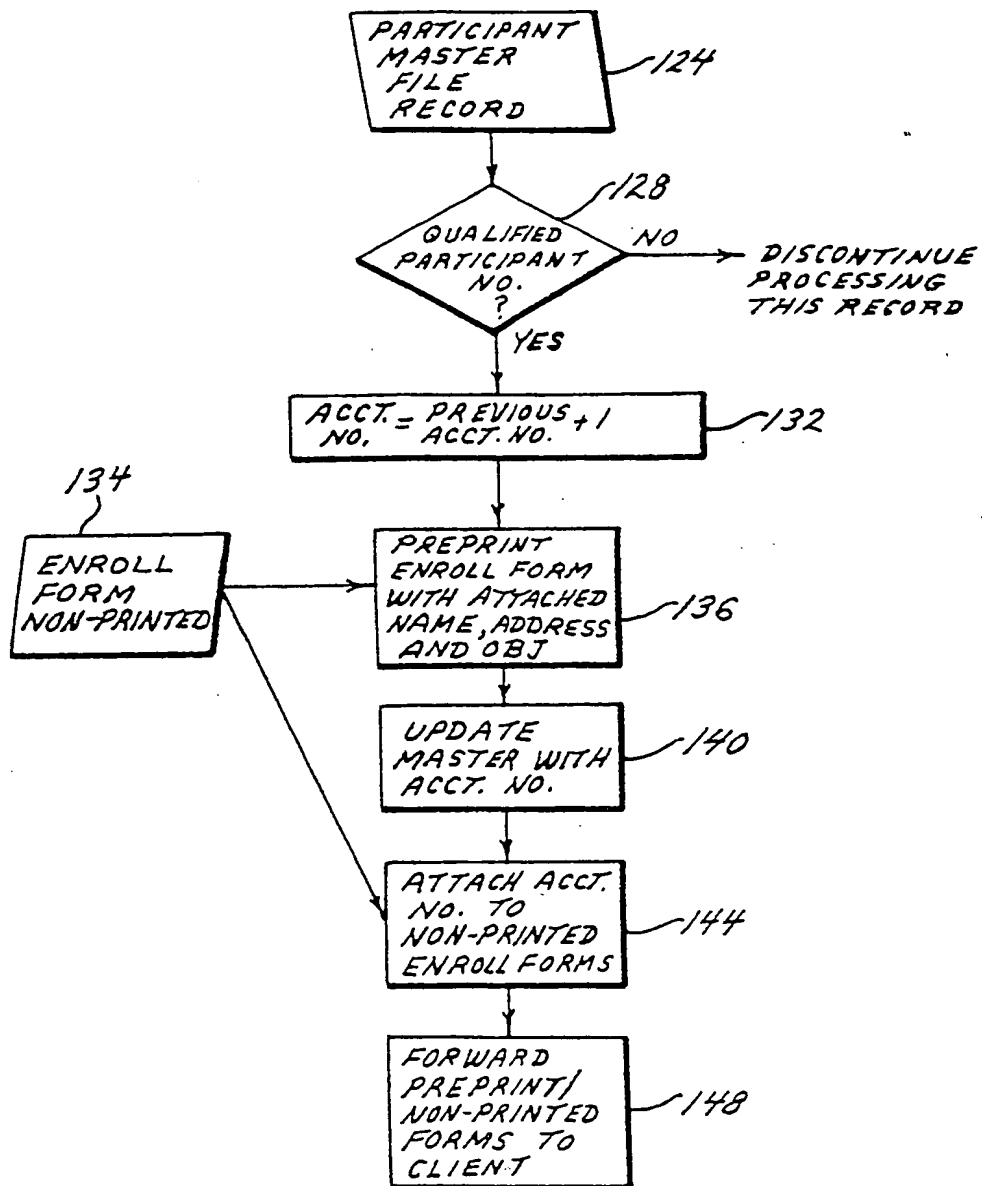 PARTICIPANT
MASTER
FILE
RECORD
124
128
QUALIFIED
PARTICIPANT
NO.
?
NO
DISCONTINUE
PROCESSING
THIS RECORD
YES
ACCT. NO. = PREVIOUS ACCT. NO. + 1
132
134
ENROLL
FORM
NON-PRINTED
PREPRINT
ENROLL FORM
WITH ATTACHED
NAME, ADDRESS
AND OBJ
136
UPDATE
MASTER WITH
ACCT. NO.
140
ATTACH ACCT.
NO. TO
NON-PRINTED
ENROLL FORMS
144
FORWARD
PREPRINT/
NON-PRINTED
FORMS TO
CLIENT
148